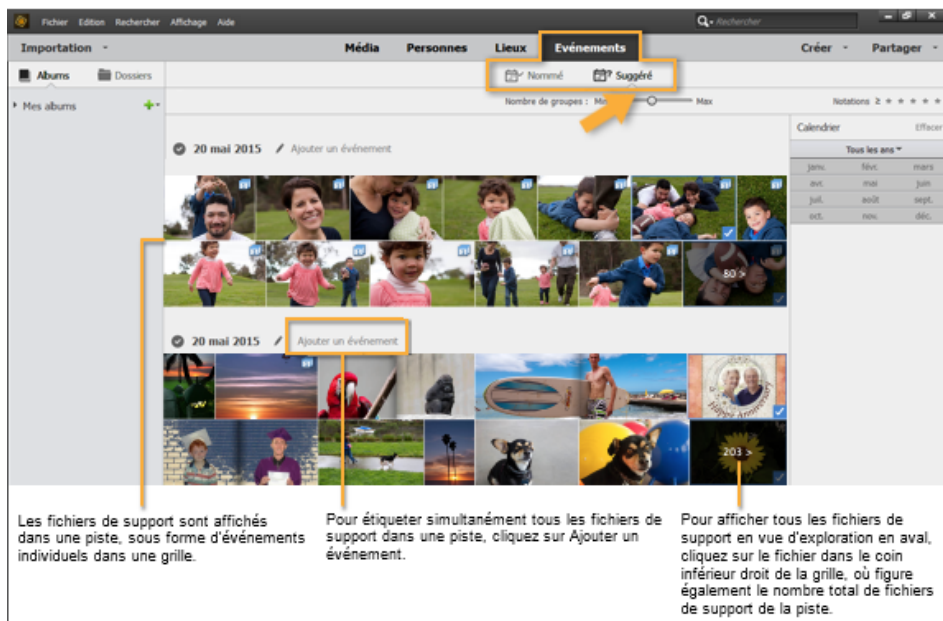 Fichier Edition Rechercher Affichage Aide
Rechercher
Importation
Média Personnes Lieux Evénements
Créer Partager
Albums Dossiers
Nommé Suggéré
Mes albums
Nombre de groupes : Max
Notations ≥ ★ ★ ★ ★ ★
Calendrier Effacer
Tous les ans
janv. févr. mars
avr. mai juin
juil. août sept.
oct. nov. déc.
20 mai 2015 Ajouter un événement
80 >
20 mai 2015 Ajouter un événement
Happy Anniversary
203 >
Les fichiers de support sont affichés
dans une piste, sous forme d'événements
individuels dans une grille.
Pour étiqueter simultanément tous les fichiers de
support dans une piste, cliquez sur Ajouter un
événement.
Pour afficher tous les fichiers de
support en vue d'exploration en aval,
cliquez sur le fichier dans le coin
inférieur droit de la grille, où figure
également le nombre total de fichiers
de support de la piste.